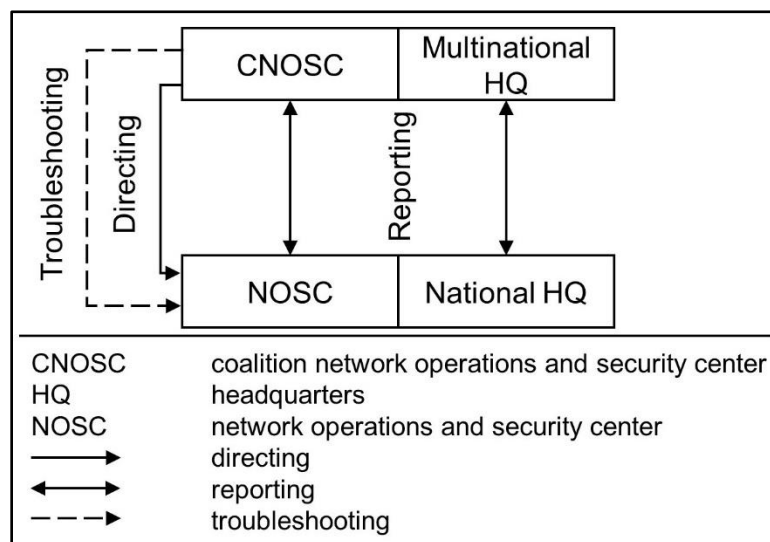 CNOSC
Multinational
HQ
Troubleshooting
Directing
Reporting
NOSC
National HQ
CNOSC coalition network operations and security center
HQ headquarters
NOSC network operations and security center
directing
reporting
troubleshooting